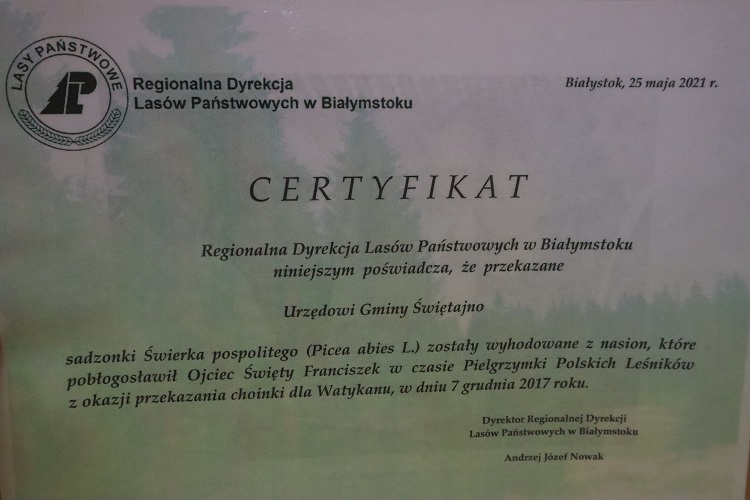 LASY PAŃSTWOWE
Regionalna Dyrekcja
Lasów Państwowych w Białymstoku
Białystok, 25 maja 2021 r.
CERTYFIKAT
Regionalna Dyrekcja Lasów Państwowych w Białymstoku
niniejszym poświadcza, że przekazane
Urzędowi Gminy Świętajno
sadzonki Świerka pospolitego (Picea abies L.) zostały wyhodowane z nasion, które
pobłogosławił Ojciec Święty Franciszek w czasie Pielgrzymki Polskich Leśników
z okazji przekazania choinki dla Watykanu, w dniu 7 grudnia 2017 roku.
Dyrektor Regionalnej Dyrekcji
Lasów Państwowych w Białymstoku
Andrzej Józef Nowak